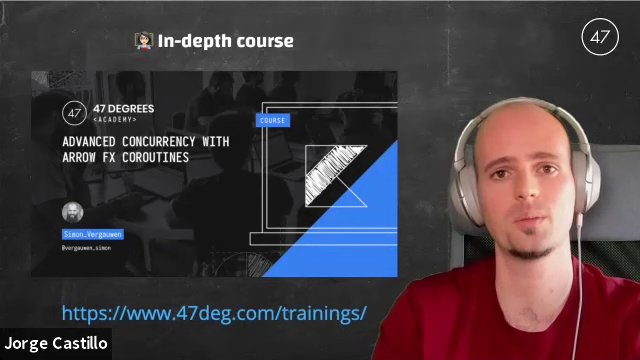 In-depth course
47
47
47 DEGREES
<ACADEMY>
COURSE
ADVANCED CONCURRENCY WITH
ARROW FX COROUTINES
Simon_Vergauwen
@vergauwen_simon
https://www.47deg.com/trainings/
Jorge Castillo